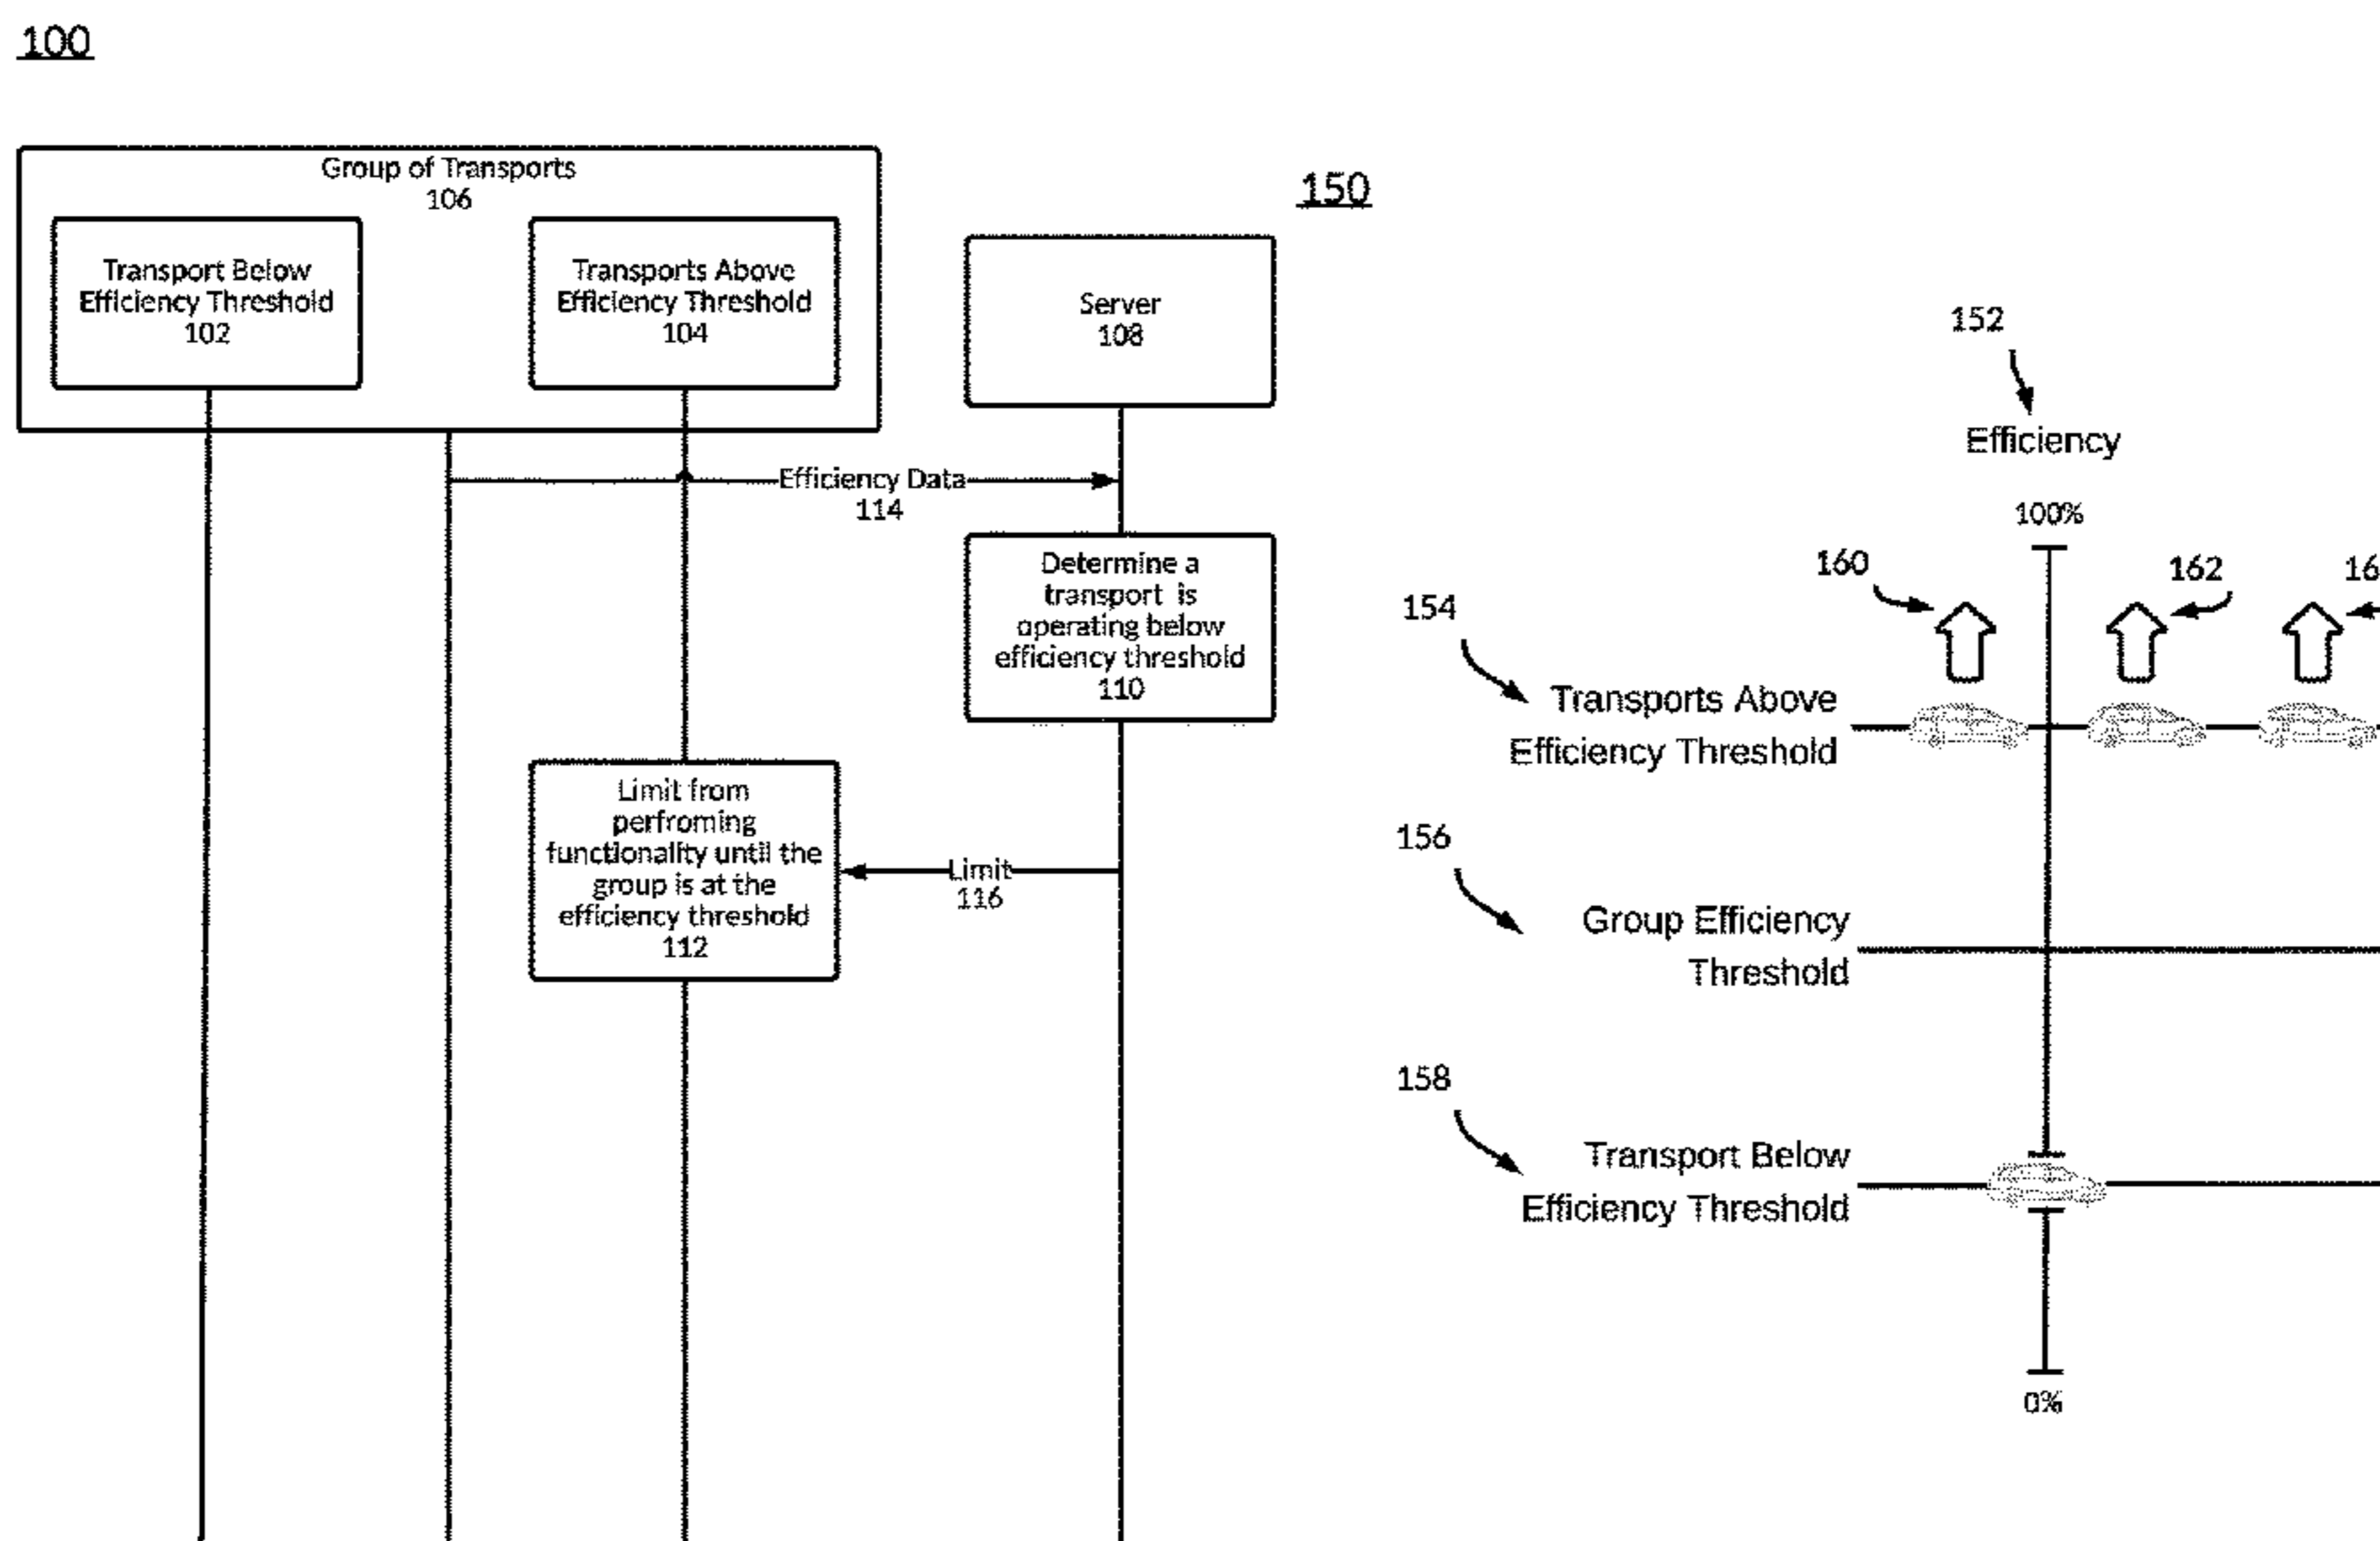 100
Group of Transports
106
Transport Below
Efficiency Threshold
102
Transports Above
Efficiency Threshold
104
Server
108
Efficiency Data
114
Determine a
transport is
operating below
efficiency threshold
110
Limit from
perfroming
functionality until the
group is at the
efficiency threshold
112
Limit
116
150
152
Efficiency
100%
160
162
16
154
Transports Above
Efficiency Threshold
156
Group Efficiency
Threshold
158
Transport Below
Efficiency Threshold
0%